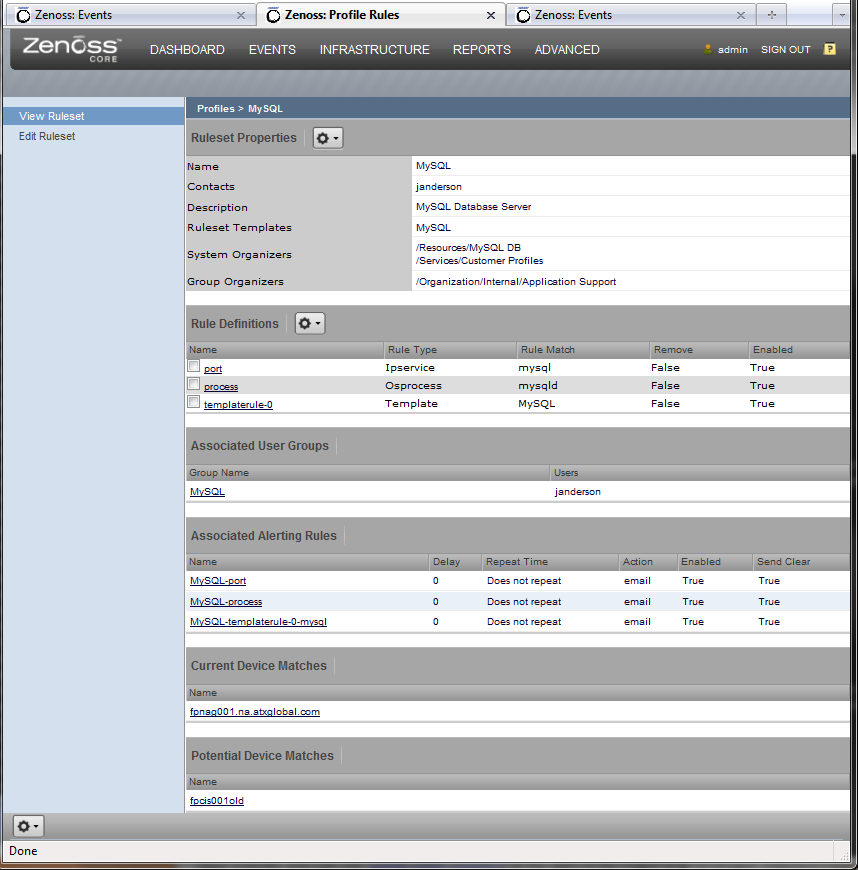 Zenoss: Events
Zenoss: Profile Rules
Zenoss: Events
Zenoss™ CORE
DASHBOARD EVENTS INFRASTRUCTURE REPORTS ADVANCED admin SIGN OUT ?
View Ruleset
Edit Ruleset
Profiles > MySQL
Ruleset Properties
Name MySQL
Contacts janderson
Description MySQL Database Server
Ruleset Templates MySQL
System Organizers /Resources/MySQL DB
/Services/Customer Profiles
Group Organizers /Organization/Internal/Application Support
Rule Definitions
Name Rule Type Rule Match Remove Enabled
port Ipservice mysql False True
process Osprocess mysqld False True
templaterule-0 Template MySQL False True
Associated User Groups
Group Name Users
MySQL janderson
Associated Alerting Rules
Name Delay Repeat Time Action Enabled Send Clear
MySQL-port 0 Does not repeat email True True
MySQL-process 0 Does not repeat email True True
MySQL-templaterule-0-mysql 0 Does not repeat email True True
Current Device Matches
Name
fpnag001.na.atxglobal.com
Potential Device Matches
Name
fpcis001old
Done